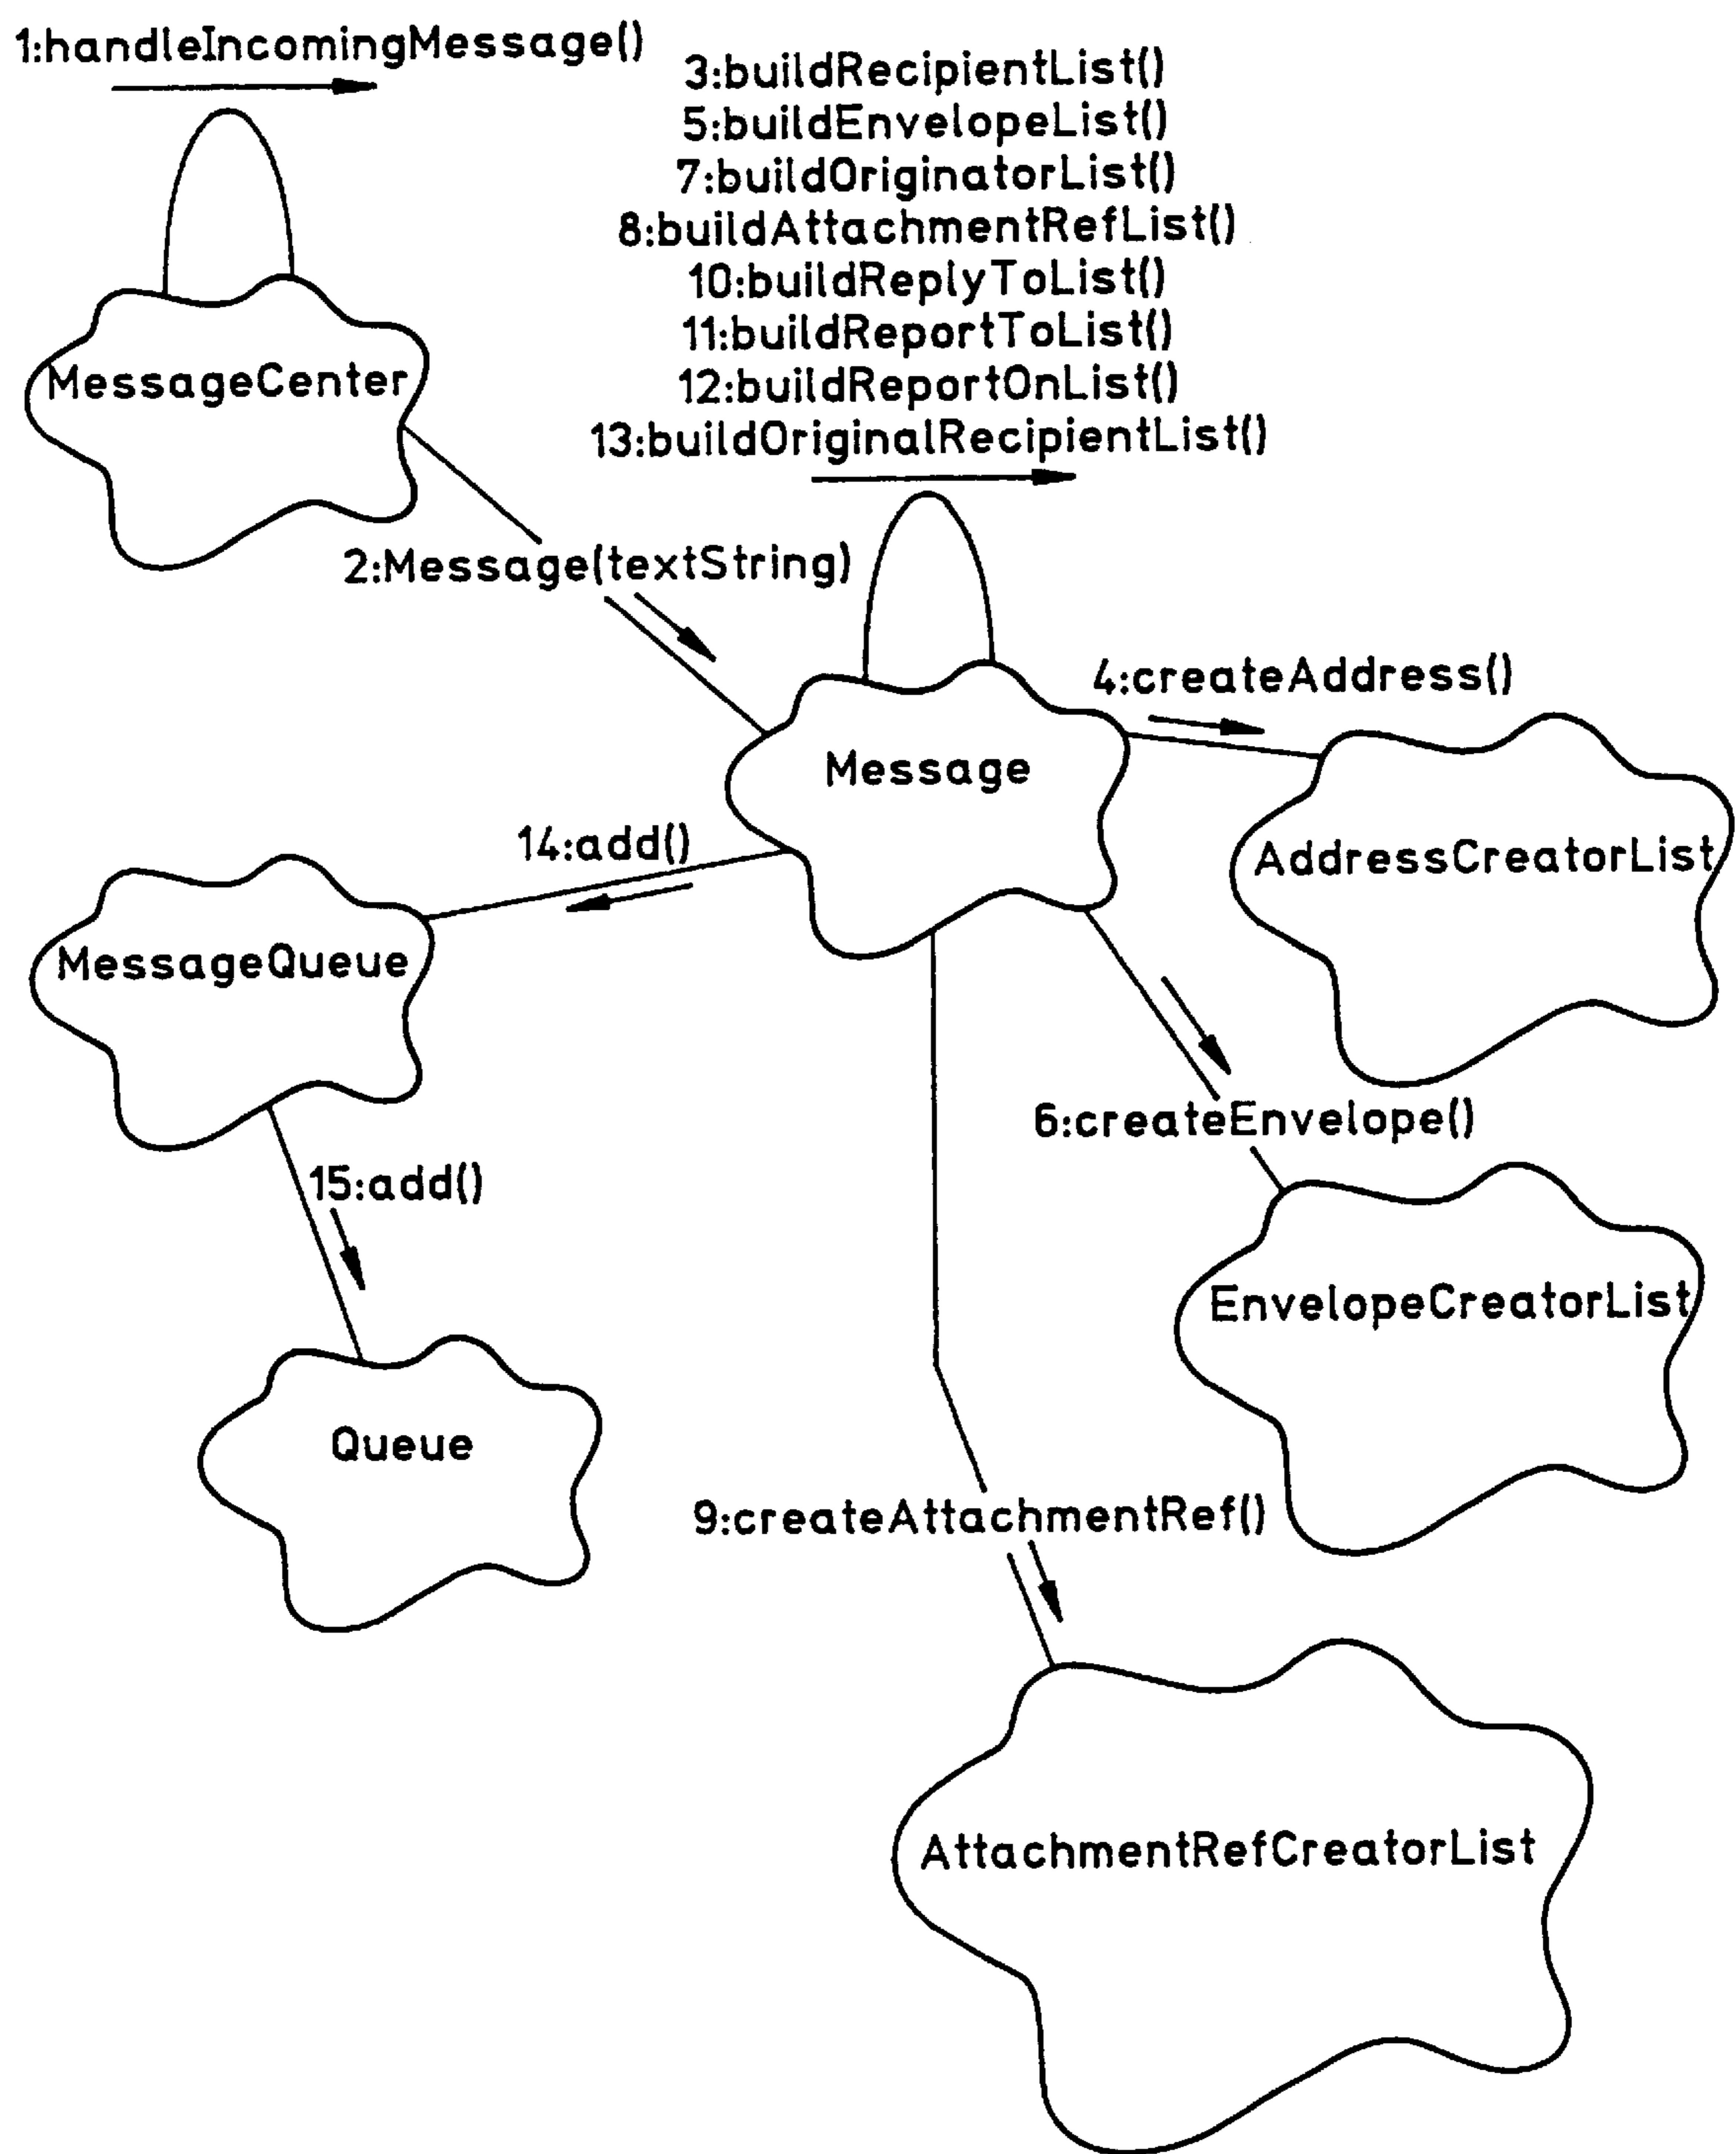 1:handleIncomingMessage()
3:buildRecipientList()
5:buildEnvelopeList()
7:buildOriginatorList()
8:buildAttachmentRefList()
10:buildReplyToList()
11:buildReportToList()
12:buildReportOnList()
13:buildOriginalRecipientList()
MessageCenter
2:Message(textString)
4:createAddress()
Message
14:add()
AddressCreatorList
MessageQueue
6:createEnvelope()
15:add()
EnvelopeCreatorList
Queue
9:createAttachmentRef()
AttachmentRefCreatorList